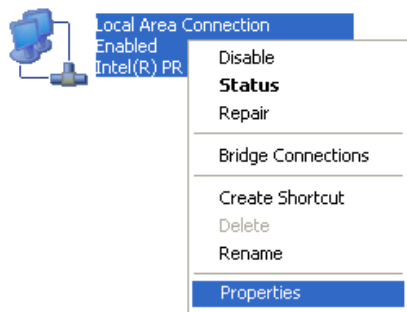 Local Area Connection
Enabled
Intel(R) PR
Disable
Status
Repair
Bridge Connections
Create Shortcut
Delete
Rename
Properties